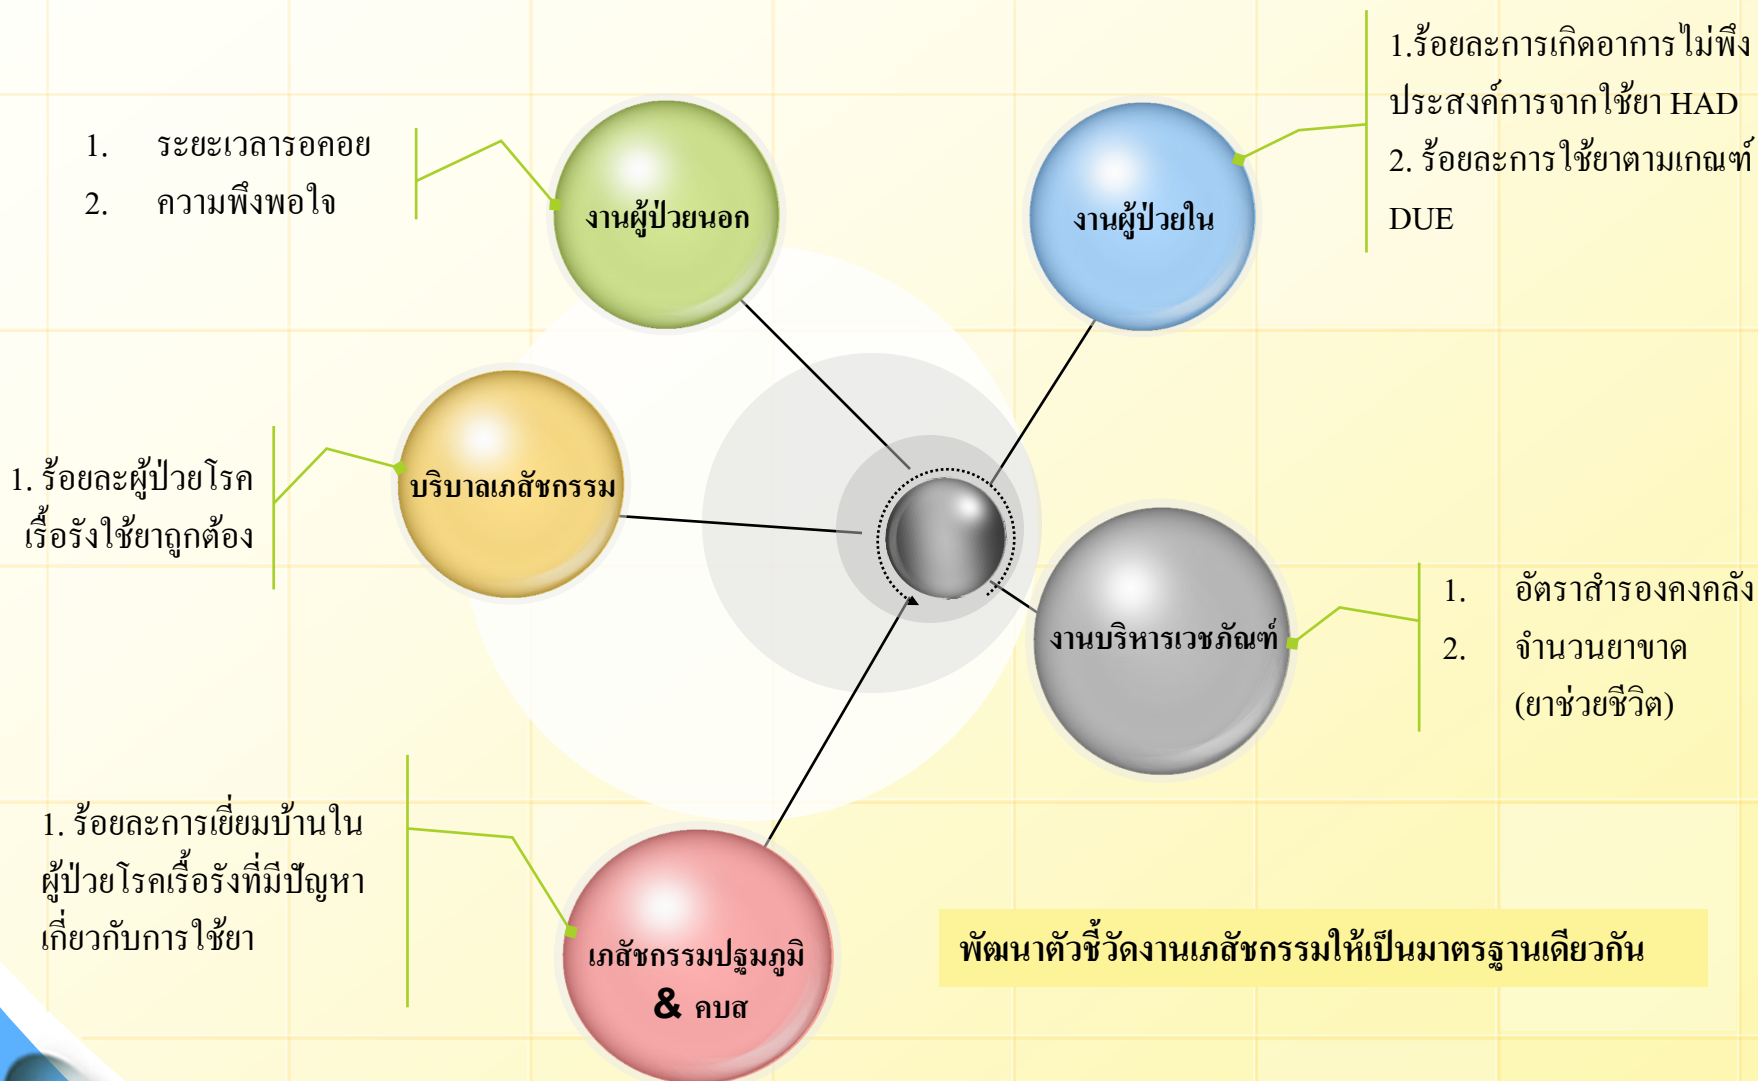 1. ระยะเวลารอคอย
2. ความพึงพอใจ
งานผู้ป่วยนอก
งานผู้ป่วยใน
1.ร้อยละการเกิดอาการไม่พึง
ประสงค์การจากใช้ยา HAD
2. ร้อยละการใช้ยาตามเกณฑ์
DUE
1. ร้อยละผู้ป่วยโรค
เรื้อรังใช้ยาถูกต้อง
บริบาลเภสัชกรรม
งานบริหารเวชภัณฑ์
1. อัตราสำรองคงคลัง
2. จำนวนยาขาด
(ยาช่วยชีวิต)
1. ร้อยละการเยี่ยมบ้านใน
ผู้ป่วยโรคเรื้อรังที่มีปัญหา
เกี่ยวกับการใช้ยา
เภสัชกรรมปฐมภูมิ
& คบส
พัฒนาตัวชี้วัดงานเภสัชกรรมให้เป็นมาตรฐานเดียวกัน